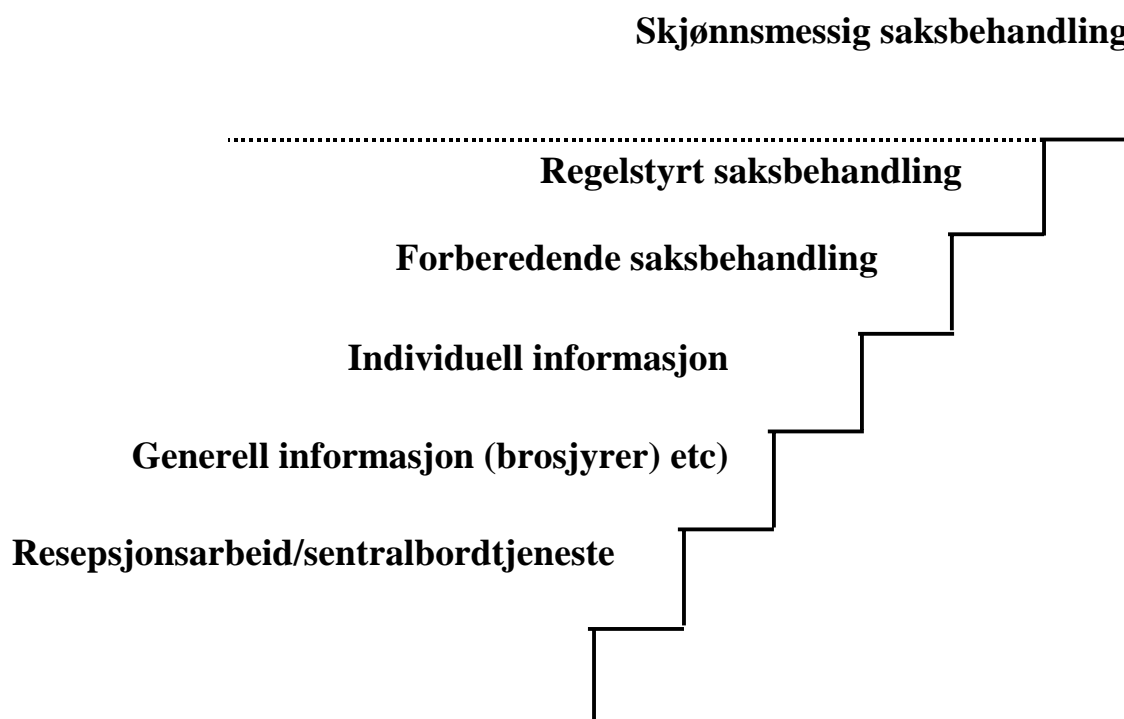 Skjønnsmessig saksbehandling
Regelstyrt saksbehandling
Forberedende saksbehandling
Individuell informasjon
Generell informasjon (brosjyrer) etc)
Resepsjonsarbeid/sentralbordtjeneste